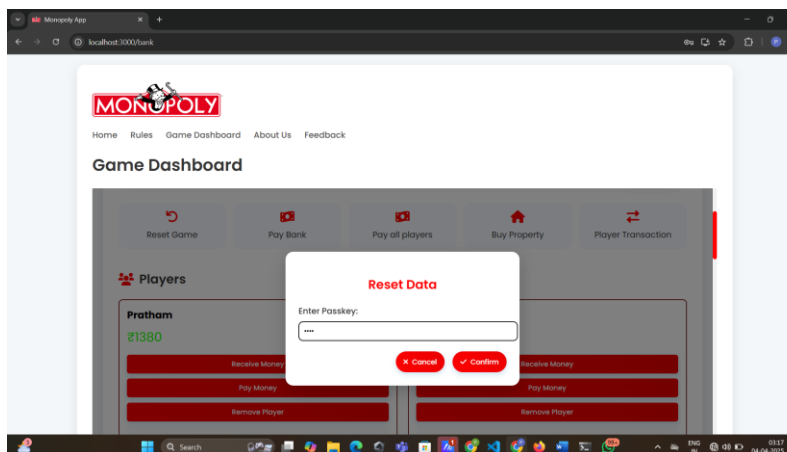 Monopoly App
localhost:3000/bank
MONOPOLY
Home Rules Game Dashboard About Us Feedback
Game Dashboard
Reset Game Pay Bank Pay all players Buy Property Player Transaction
Players
Reset Data
Enter Passkey:
••••
Cancel Confirm
Pratham
₹1380
Receive Money Receive Money
Pay Money Pay Money
Remove Player Remove Player
Search
ENG
03:17
04-04-2025